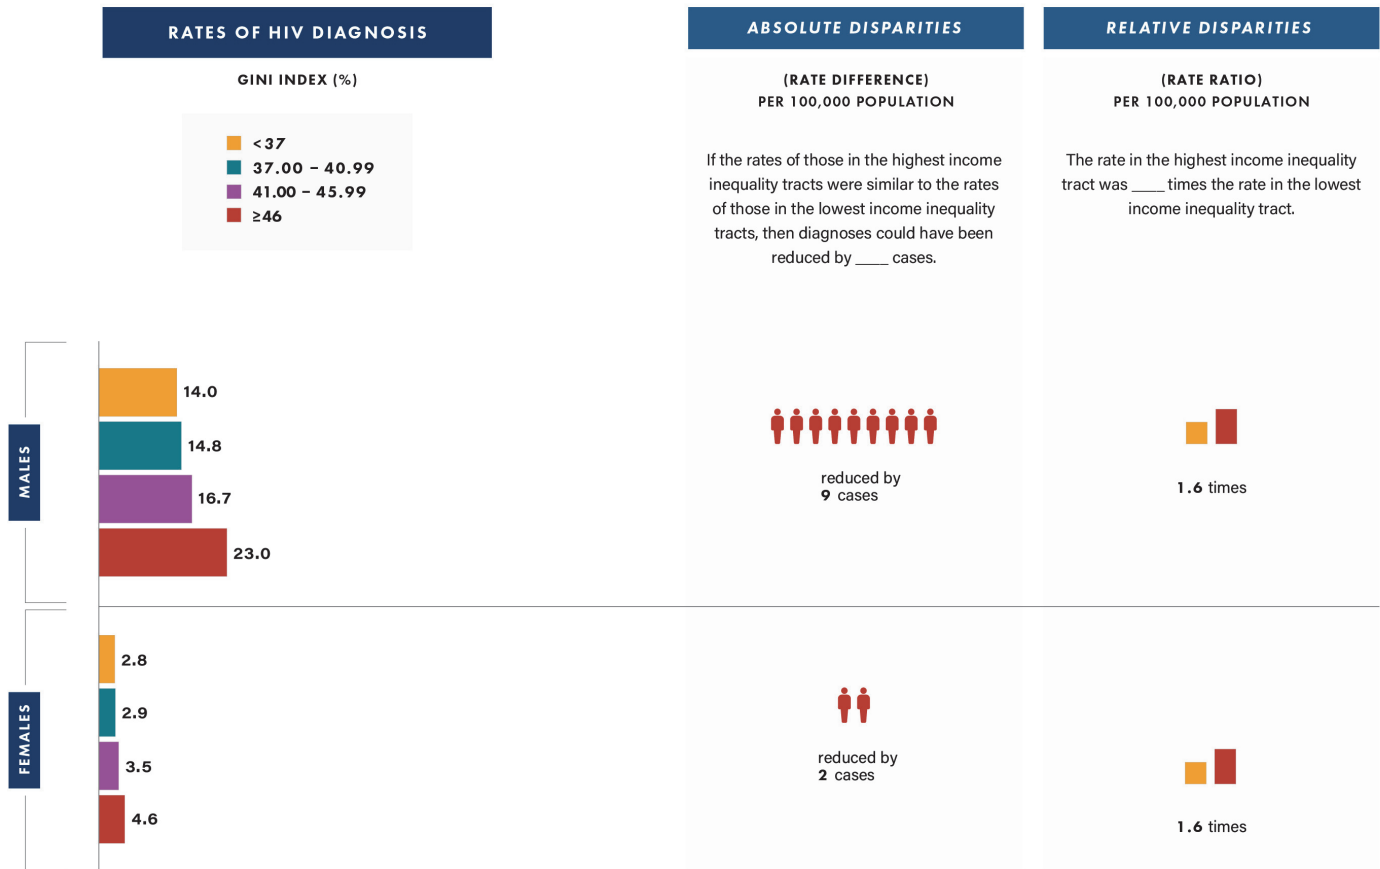 RATES OF HIV DIAGNOSIS
GINI INDEX (%)
<37
37.00 – 40.99
41.00 – 45.99
≥46
ABSOLUTE DISPARITIES
(RATE DIFFERENCE)
PER 100,000 POPULATION
If the rates of those in the highest income
inequality tracts were similar to the rates
of those in the lowest income inequality
tracts, then diagnoses could have been
reduced by ____ cases.
RELATIVE DISPARITIES
(RATE RATIO)
PER 100,000 POPULATION
The rate in the highest income inequality
tract was ____ times the rate in the lowest
income inequality tract.
MALES
14.0
14.8
16.7
23.0
reduced by
9 cases
1.6 times
FEMALES
2.8
2.9
3.5
4.6
reduced by
2 cases
1.6 times